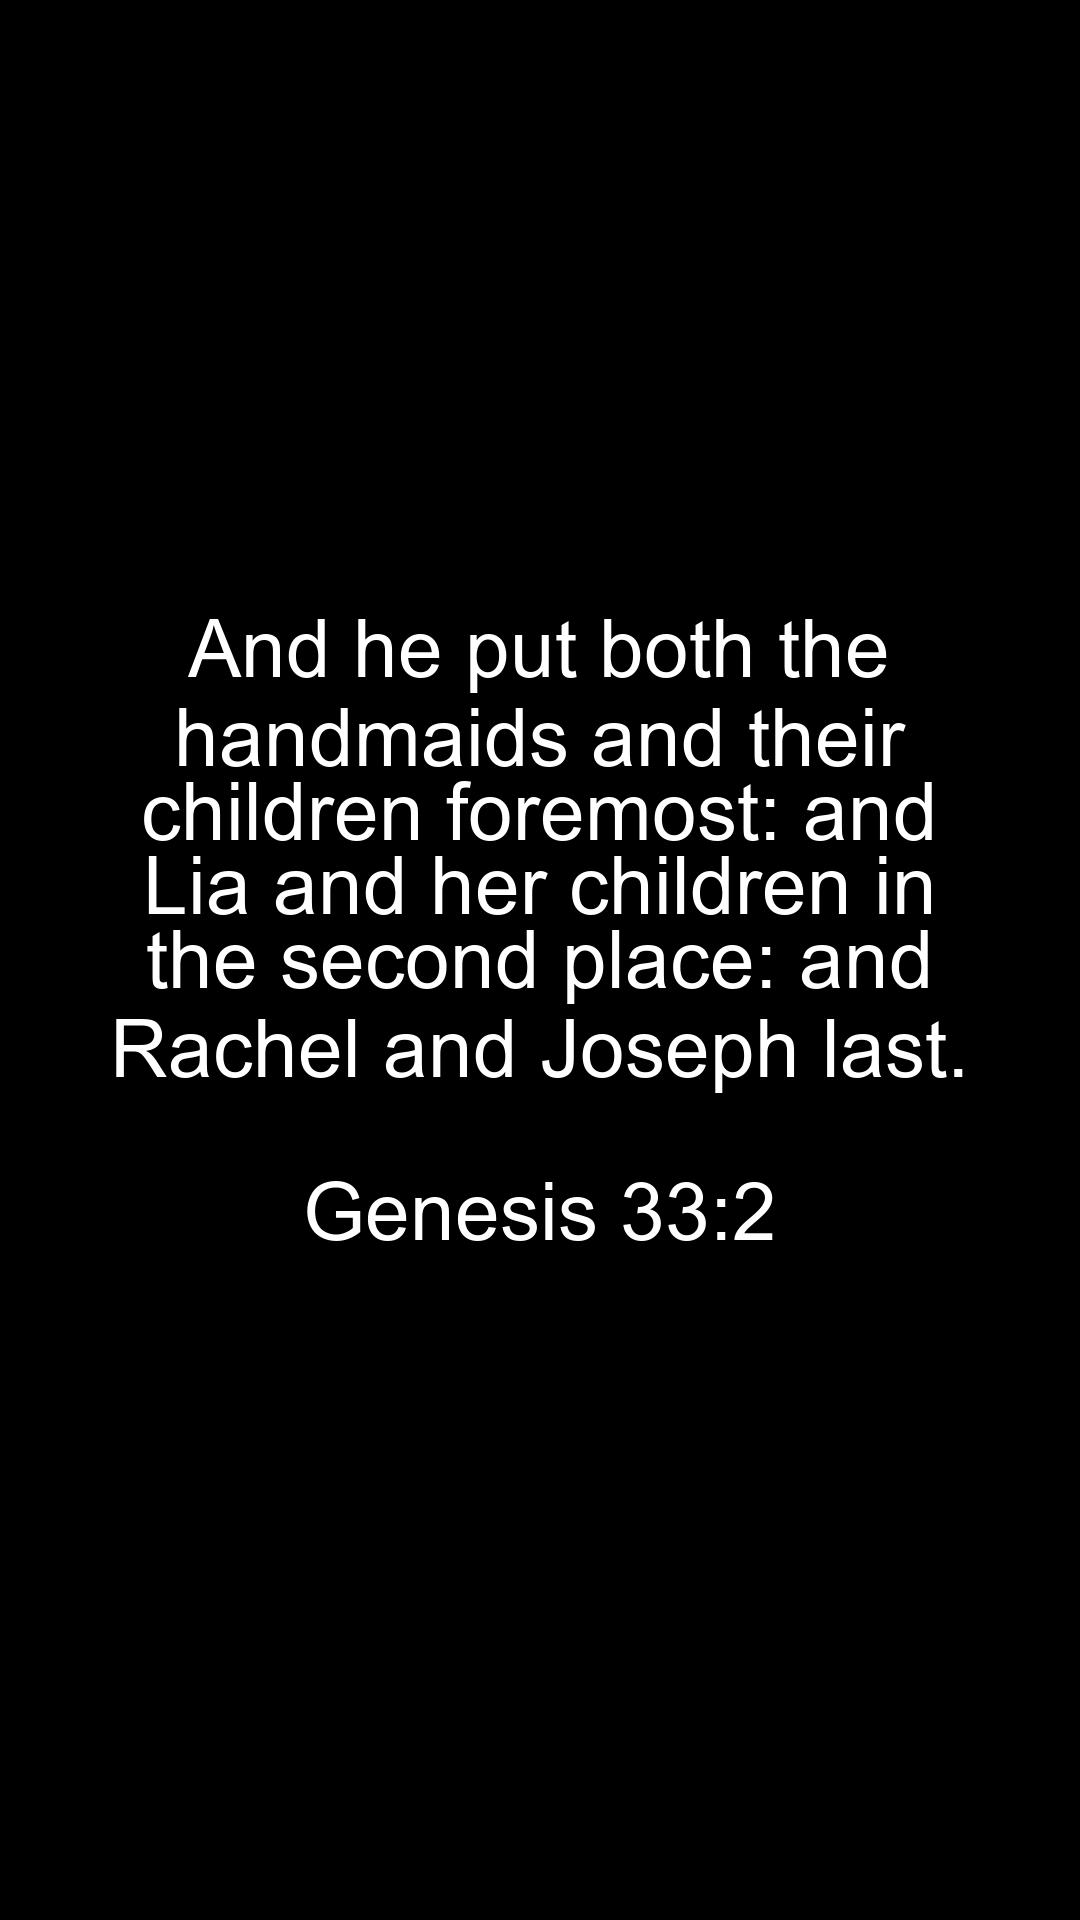 And he put both the
handmaids and their
children foremost: and
Lia and her children in
the second place: and
Rachel and Joseph last.
Genesis 33:2